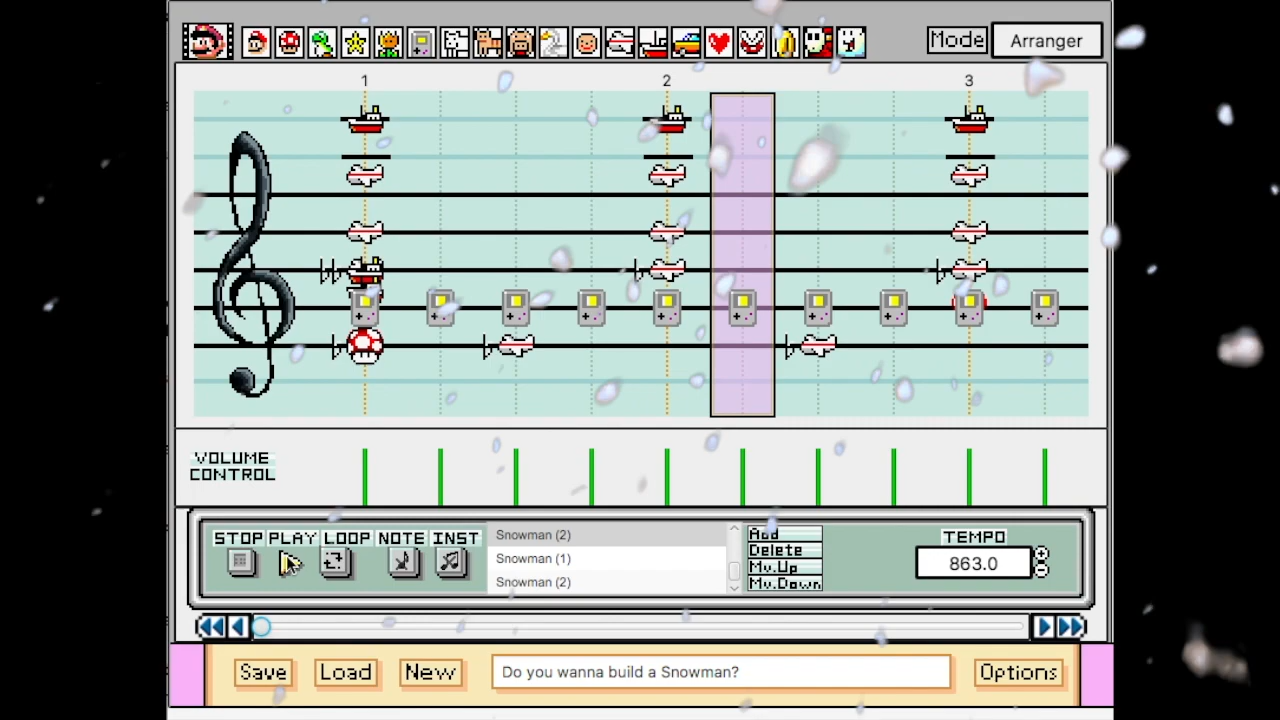 Mode Arranger
1 2 3
VOLUME
CONTROL
STOP PLAY LOOP NOTE INST
Snowman (2)
Snowman (1)
Snowman (2)
Add
Delete
Mv.Up
Mv.Down
TEMPO
863.0
Save Load New Do you wanna build a Snowman? Options